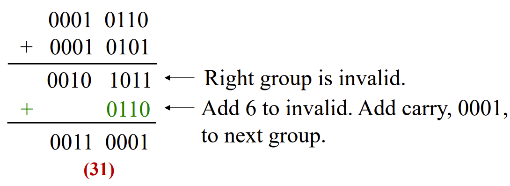 0001 0110
+ 0001 0101
0010 1011 ← Right group is invalid.
+ 0110 ← Add 6 to invalid. Add carry, 0001,
to next group.
0011 0001
(31)